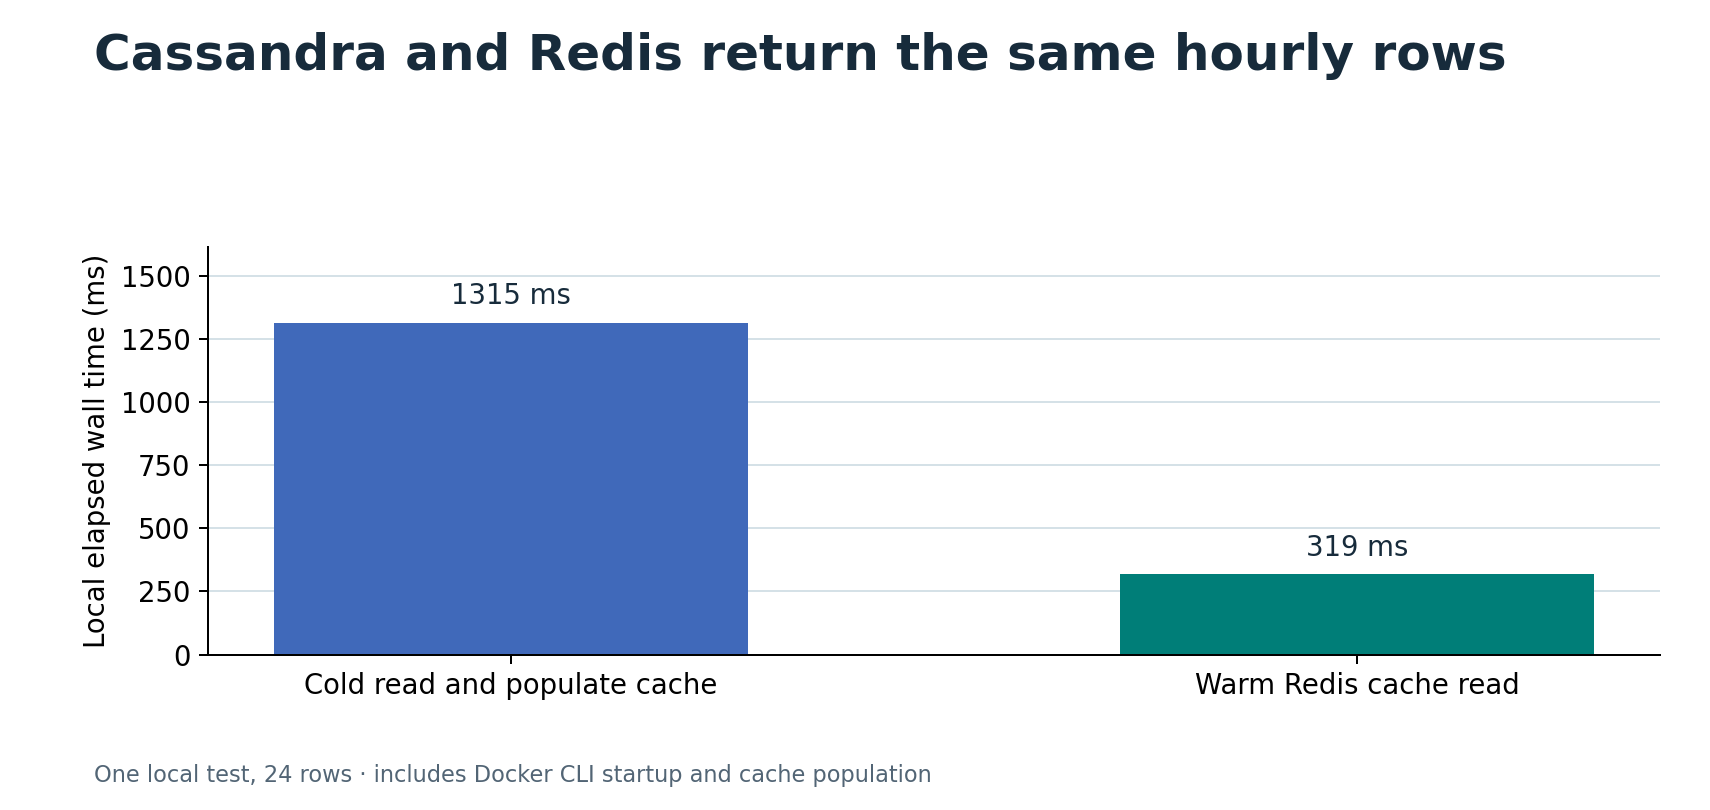 Cassandra and Redis return the same hourly rows
Local elapsed wall time (ms)
1500
1250
1000
750
500
250
0
1315 ms
319 ms
Cold read and populate cache
Warm Redis cache read
One local test, 24 rows · includes Docker CLI startup and cache population